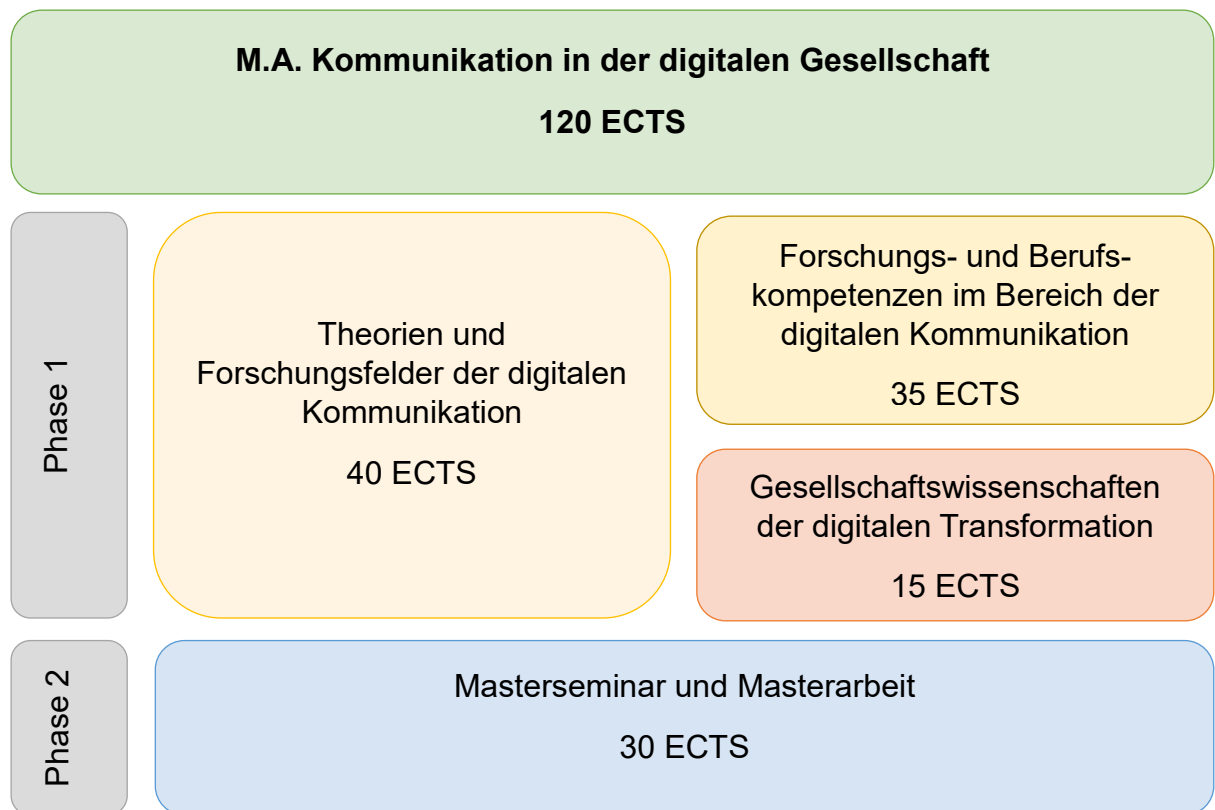 M.A. Kommunikation in der digitalen Gesellschaft
120 ECTS
Phase 1
Theorien und
Forschungsfelder der digitalen
Kommunikation
40 ECTS
Forschungs- und Berufs-
kompetenzen im Bereich der
digitalen Kommunikation
35 ECTS
Gesellschaftswissenschaften
der digitalen Transformation
15 ECTS
Phase 2
Masterseminar und Masterarbeit
30 ECTS